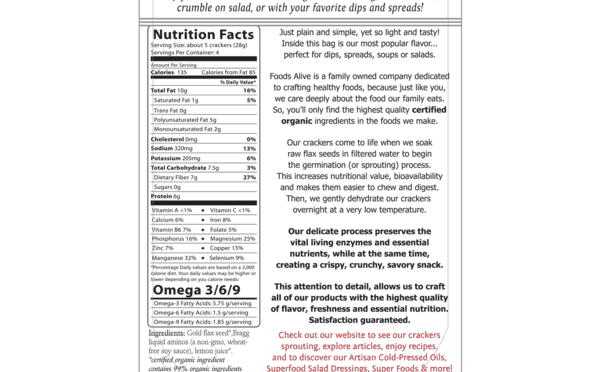 crumble on salad, or with your favorite dips and spreads!
Nutrition Facts
Serving Size: about 5 crackers (28g)
Servings Per Container: 4
Amount Per Serving
Calories 135 Calories from Fat 85
% Daily Value*
Total Fat 10g 16%
Saturated Fat 1g 5%
Trans Fat 0g
Polyunsaturated Fat 5g
Monounsaturated Fat 2g
Cholesterol 0mg 0%
Sodium 320mg 13%
Potassium 205mg 6%
Total Carbohydrate 7.5g 3%
Dietary Fiber 7g 27%
Sugars 0g
Protein 6g
Vitamin A <1% • Vitamin C <1%
Calcium 6% • Iron 8%
Vitamin B6 7% • Folate 5%
Phosphorus 16% • Magnesium 25%
Zinc 7% • Copper 15%
Manganese 32% • Selenium 9%
*Percentage Daily values are based on a 2,000
calorie diet. Your daily values may be higher or
lower depending on you calorie needs.
Omega 3/6/9
Omega-3 Fatty Acids: 5.75 g/serving
Omega-6 Fatty Acids: 1.5 g/serving
Omega-9 Fatty Acids: 1.85 g/serving
Ingredients: Gold flax seed*,Bragg
liquid aminos (a non-gmo, wheat-
free soy sauce), lemon juice*.
*certified organic ingredient
contains 99% organic ingredients
Just plain and simple, yet so light and tasty!
Inside this bag is our most popular flavor...
perfect for dips, spreads, soups or salads.
Foods Alive is a family owned company dedicated
to crafting healthy foods, because just like you,
we care deeply about the food our family eats.
So, you'll only find the highest quality certified
organic ingredients in the foods we make.
Our crackers come to life when we soak
raw flax seeds in filtered water to begin
the germination (or sprouting) process.
This increases nutritional value, bioavailability
and makes them easier to chew and digest.
Then, we gently dehydrate our crackers
overnight at a very low temperature.
Our delicate process preserves the
vital living enzymes and essential
nutrients, while at the same time,
creating a crispy, crunchy, savory snack.
This attention to detail, allows us to craft
all of our products with the highest quality
of flavor, freshness and essential nutrition.
Satisfaction guaranteed.
Check out our website to see our crackers
sprouting, explore articles, enjoy recipes,
and to discover our Artisan Cold-Pressed Oils,
Superfood Salad Dressings, Super Foods & more!